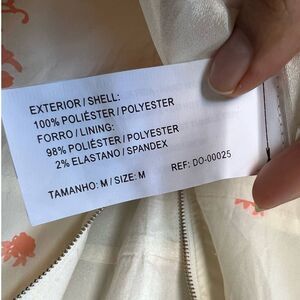 EXTERIOR / SHELL:
100% POLIÉSTER / POLYESTER
FORRO / LINING:
98% POLIÉSTER / POLYESTER
2% ELASTANO / SPANDEX
REF: DO-00025
TAMANHO: M / SIZE: M